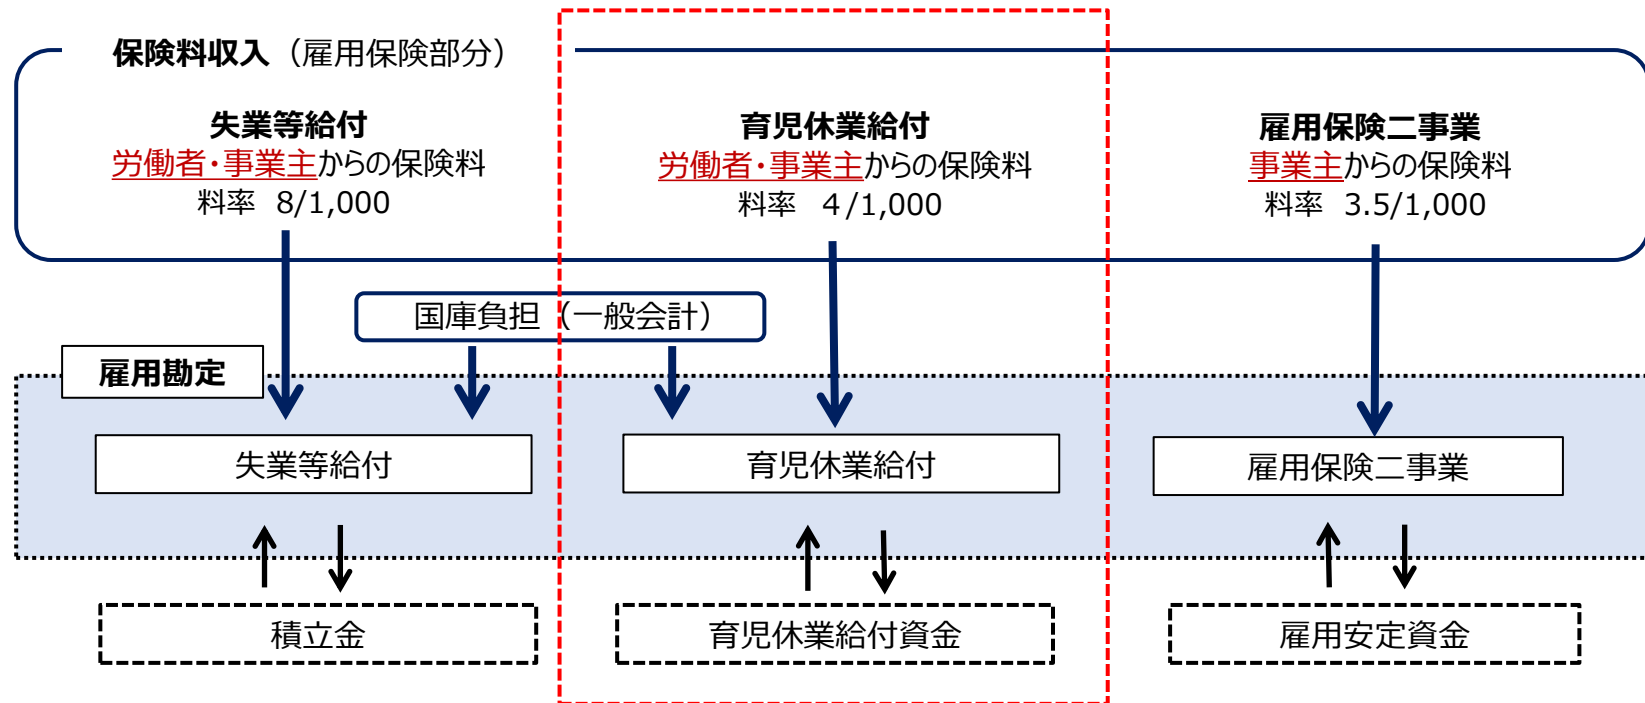 保険料収入（雇用保険部分）
失業等給付
労働者・事業主からの保険料
料率 8/1,000
育児休業給付
労働者・事業主からの保険料
料率 4/1,000
雇用保険二事業
事業主からの保険料
料率 3.5/1,000
国庫負担（一般会計）
雇用勘定
失業等給付
育児休業給付
雇用保険二事業
積立金
育児休業給付資金
雇用安定資金